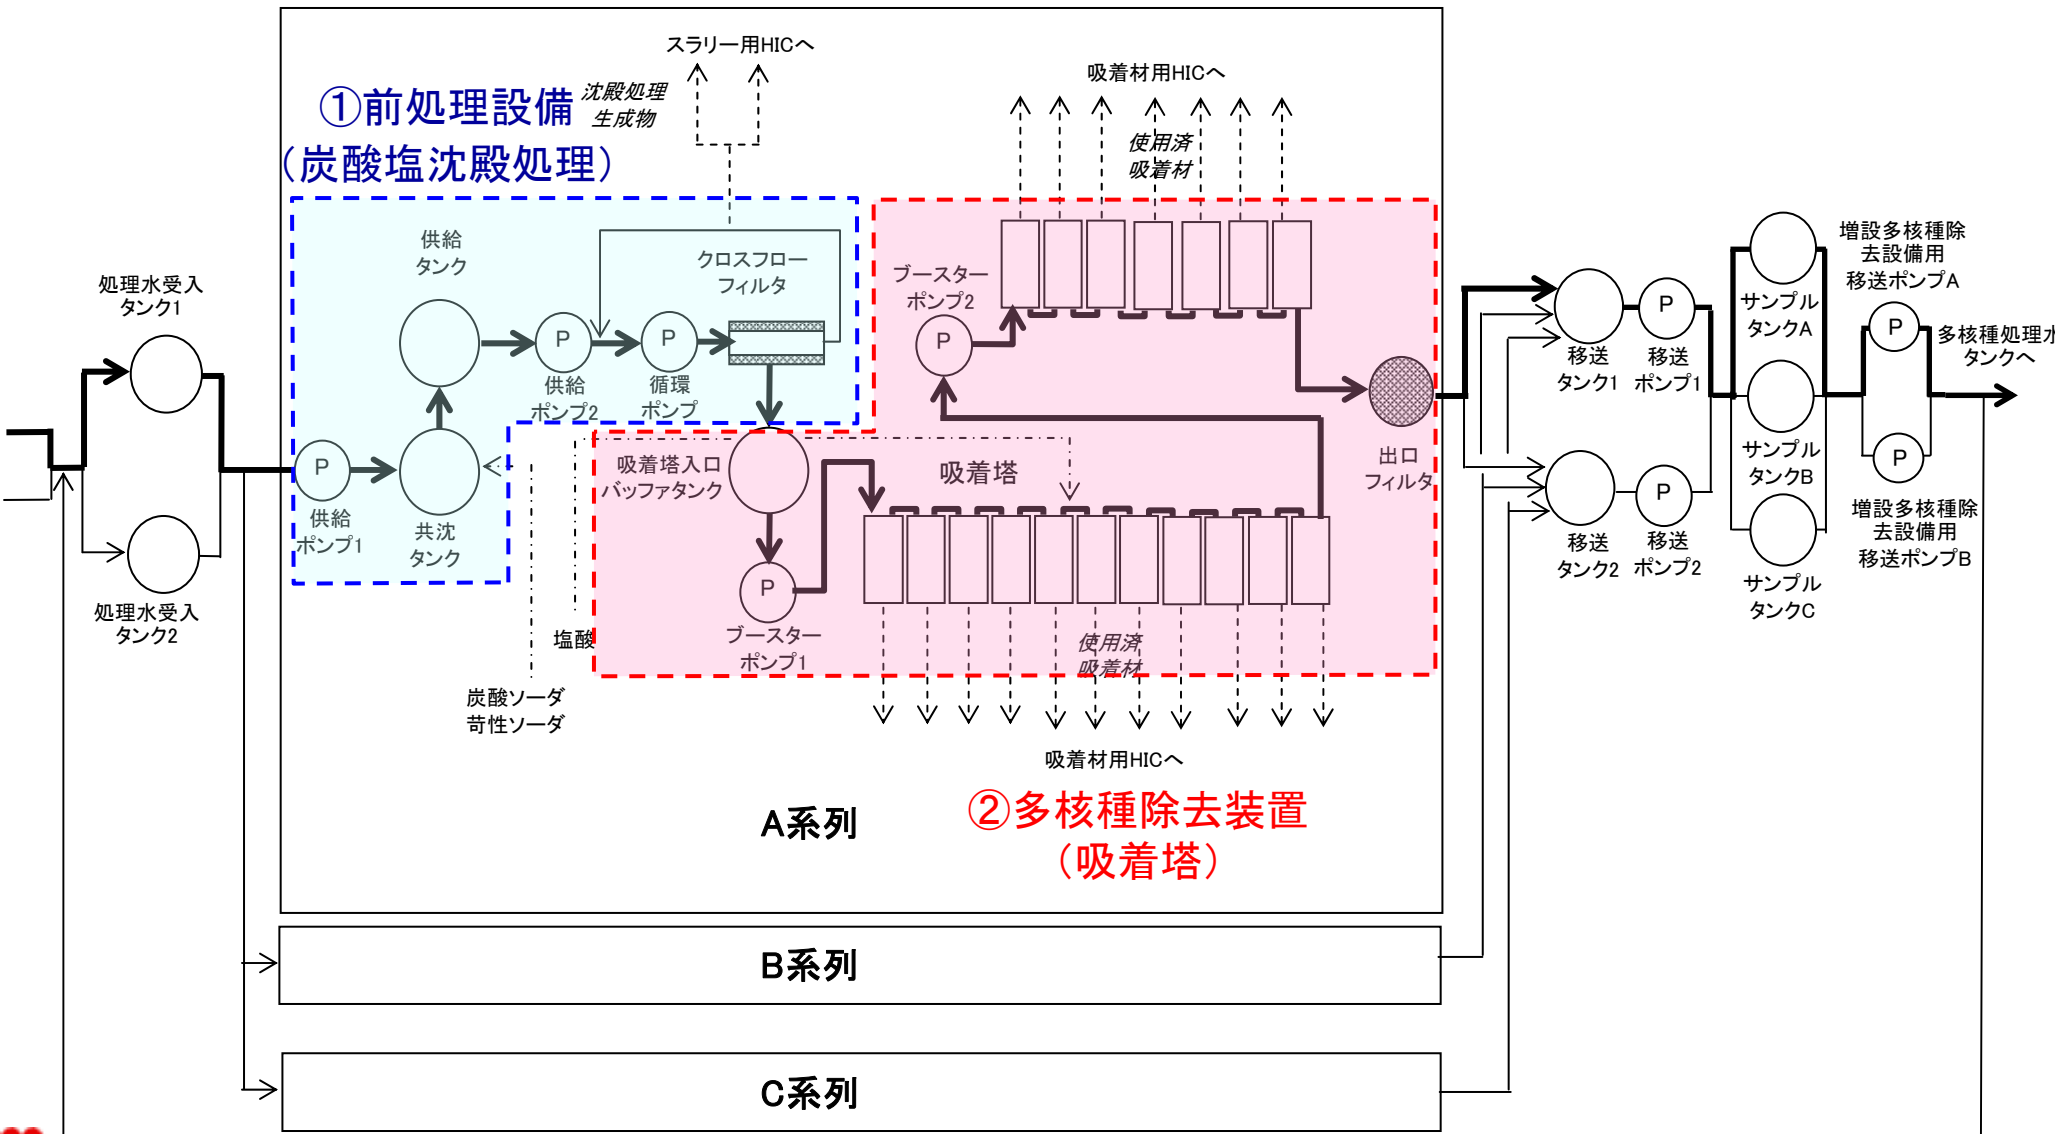 スラリー用HICへ
①前処理設備
（炭酸塩沈殿処理）
沈殿処理
生成物
吸着材用HICへ
使用済
吸着材
供給
タンク
クロスフロー
フィルタ
ブースター
ポンプ2
処理水受入
タンク1
P
供給
ポンプ2
P
循環
ポンプ
P
P
供給
ポンプ1
共沈
タンク
吸着塔入口
バッファタンク
吸着塔
出口
フィルタ
処理水受入
タンク2
P
ブースター
ポンプ1
塩酸
炭酸ソーダ
苛性ソーダ
使用済
吸着材
吸着材用HICへ
②多核種除去装置
（吸着塔）
A系列
B系列
C系列
移送
タンク1
P
移送
ポンプ1
移送
タンク2
P
移送
ポンプ2
サンプル
タンクA
サンプル
タンクB
サンプル
タンクC
増設多核種除
去設備用
移送ポンプA
P
多核種処理水
タンクへ
P
増設多核種除
去設備用
移送ポンプB